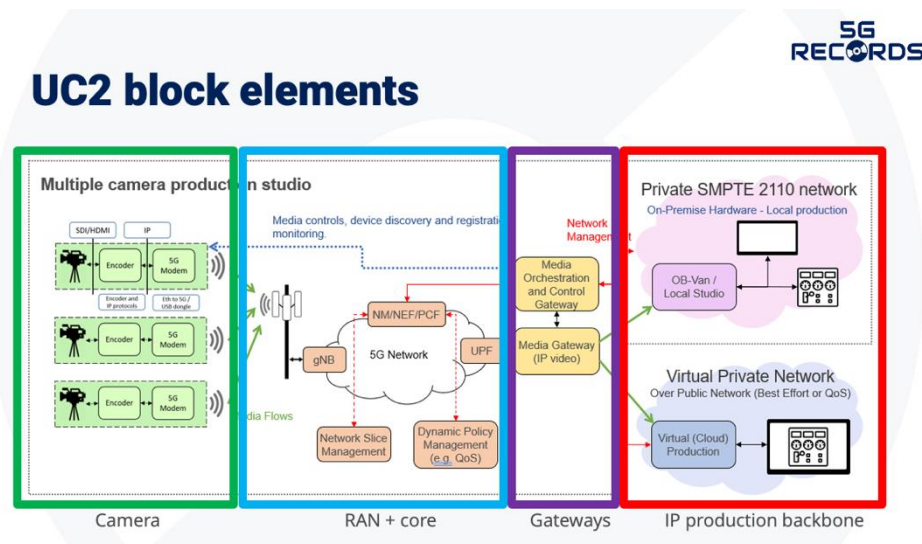 5G
RECORDS
UC2 block elements
Multiple camera production studio
SDI/HDMI
IP
Encoder
5G
Modem
Encoder and
IP protocols
Eth to 5G /
USB dongle
Encoder
5G
Modem
Encoder
5G
Modem
Media controls, device discovery and registrati
monitoring.
NM/NEF/PCF
5G Network
gNB
UPF
dia Flows
Network Slice
Management
Dynamic Policy
Management
(e.g. QoS)
Network
Management
Media
Orchestration
and Control
Gateway
Media Gateway
(IP video)
Private SMPTE 2110 network
On-Premise Hardware - Local production
OB-Van /
Local Studio
Virtual Private Network
Over Public Network (Best Effort or QoS)
Virtual (Cloud)
Production
Camera
RAN + core
Gateways
IP production backbone